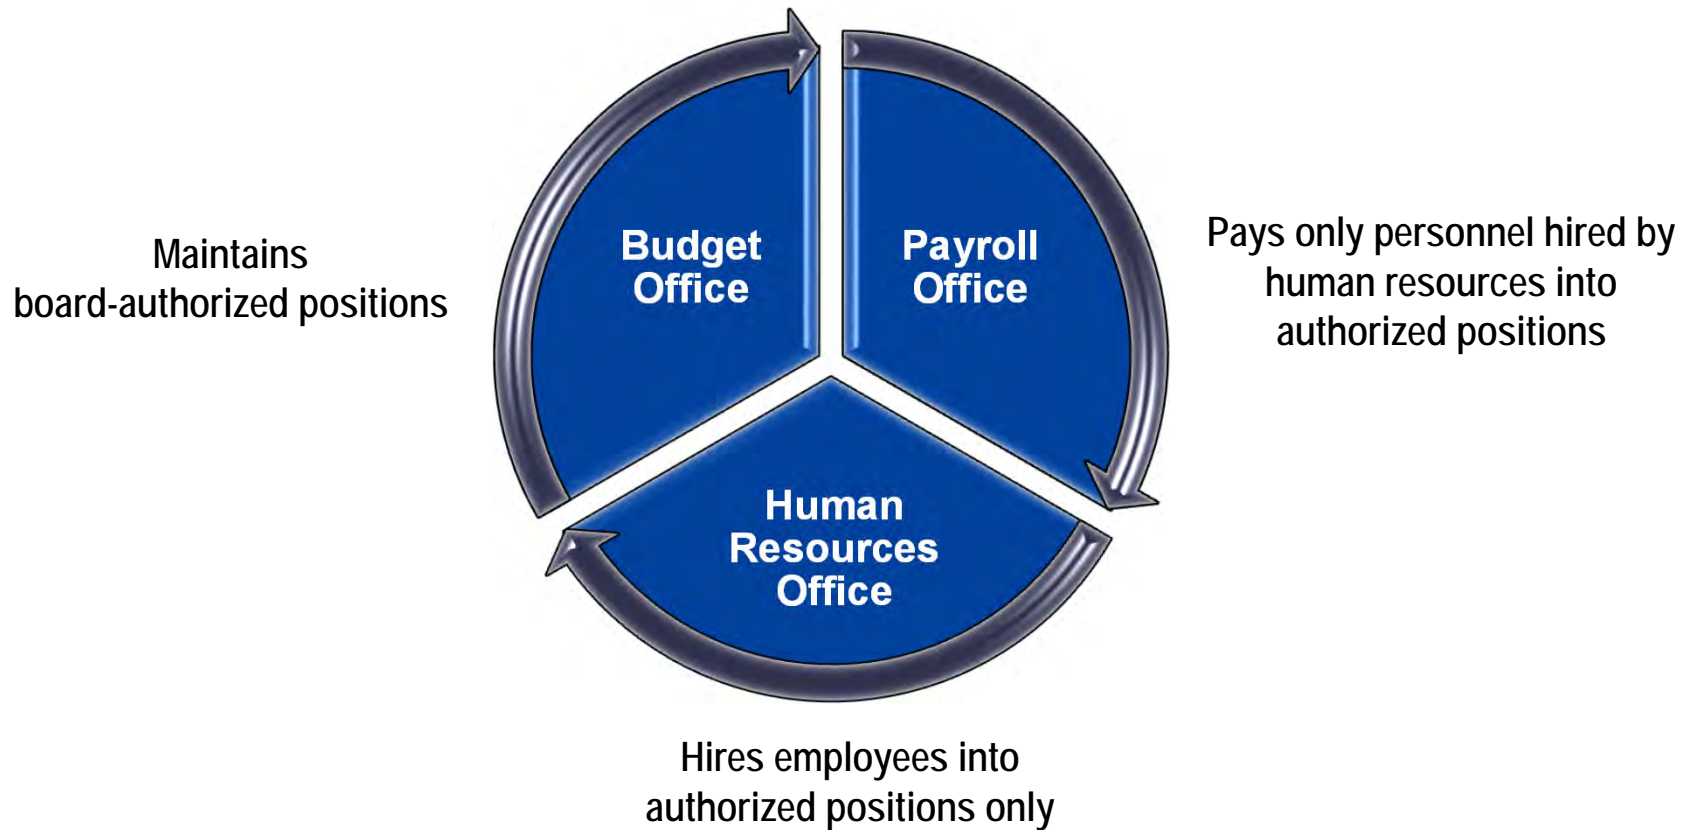 Maintains
board-authorized positions
Budget
Office
Payroll
Office
Pays only personnel hired by
human resources into
authorized positions
Human
Resources
Office
Hires employees into
authorized positions only